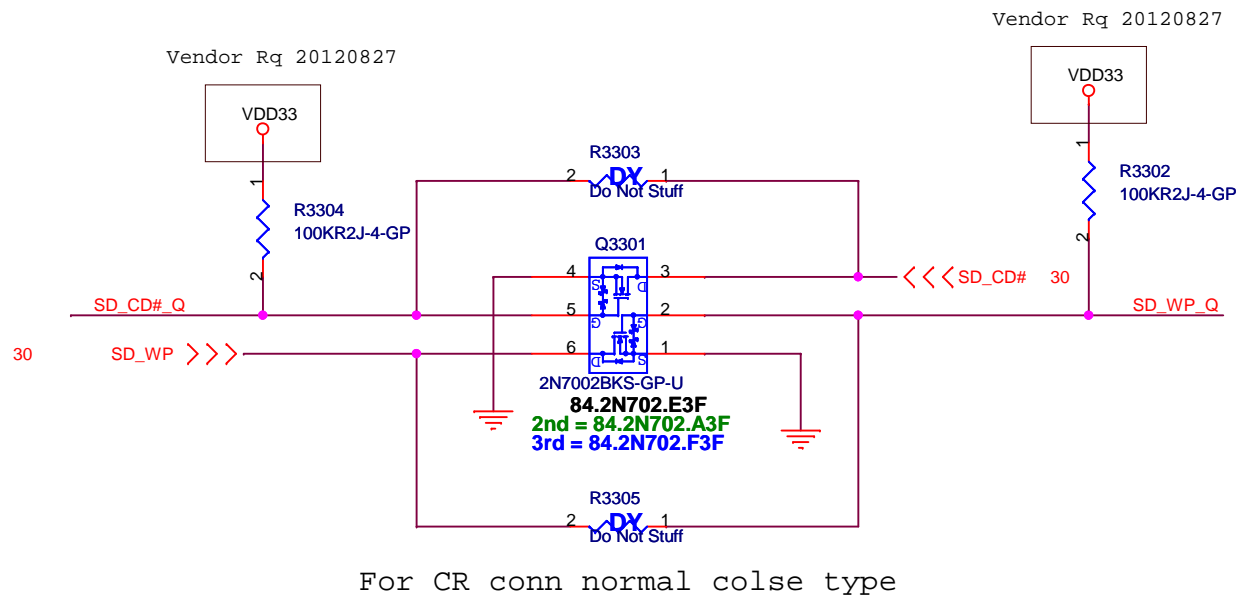 Vendor Rq 20120827
Vendor Rq 20120827
VDD33
VDD33
1
R3304
100KR2J-4-GP
2
R3303
2 DY 1
Do Not Stuff
1
R3302
100KR2J-4-GP
2
Q3301
4 S D 3
SD_CD# 30
SD_CD#_Q
5 G G 2
SD_WP_Q
30 SD_WP
6 D S 1
2N7002BKS-GP-U
84.2N702.E3F
2nd = 84.2N702.A3F
3rd = 84.2N702.F3F
R3305
2 DY 1
Do Not Stuff
For CR conn normal colse type